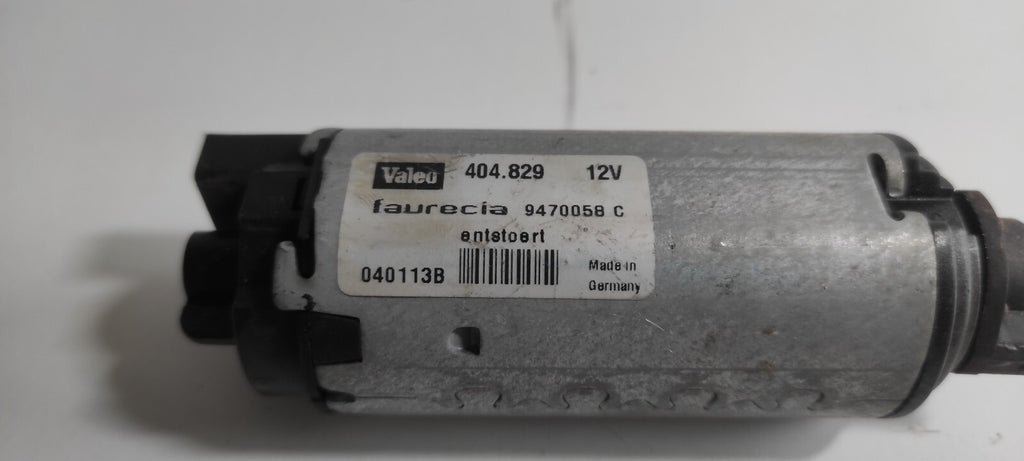 Valeo 404.829 12V
faurecia 9470058 C
entstoert
040113B Made in
Germany